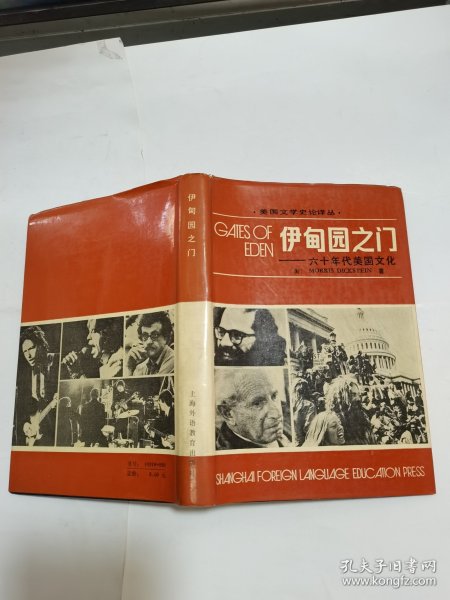 ·美国文学史论译丛·
GATES OF
EDEN
伊甸园之门
——六十年代美国文化
MORRIS DICKSTEIN 著
SHANGHAI FOREIGN LANGUAGE EDUCATION PRESS
伊甸园之门
上海外语教育出版社
孔夫子旧书网
www.kongfz.com